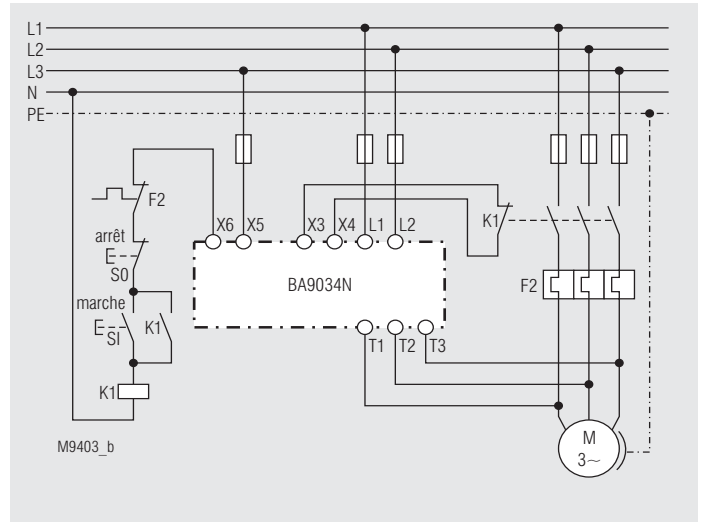 L1
L2
L3
N
PE
F2
arrêt
S0
marche
SI
K1
K1
X6
X5
X3
X4
L1
L2
BA9034N
T1
T2
T3
K1
F2
M
3~
M9403_b